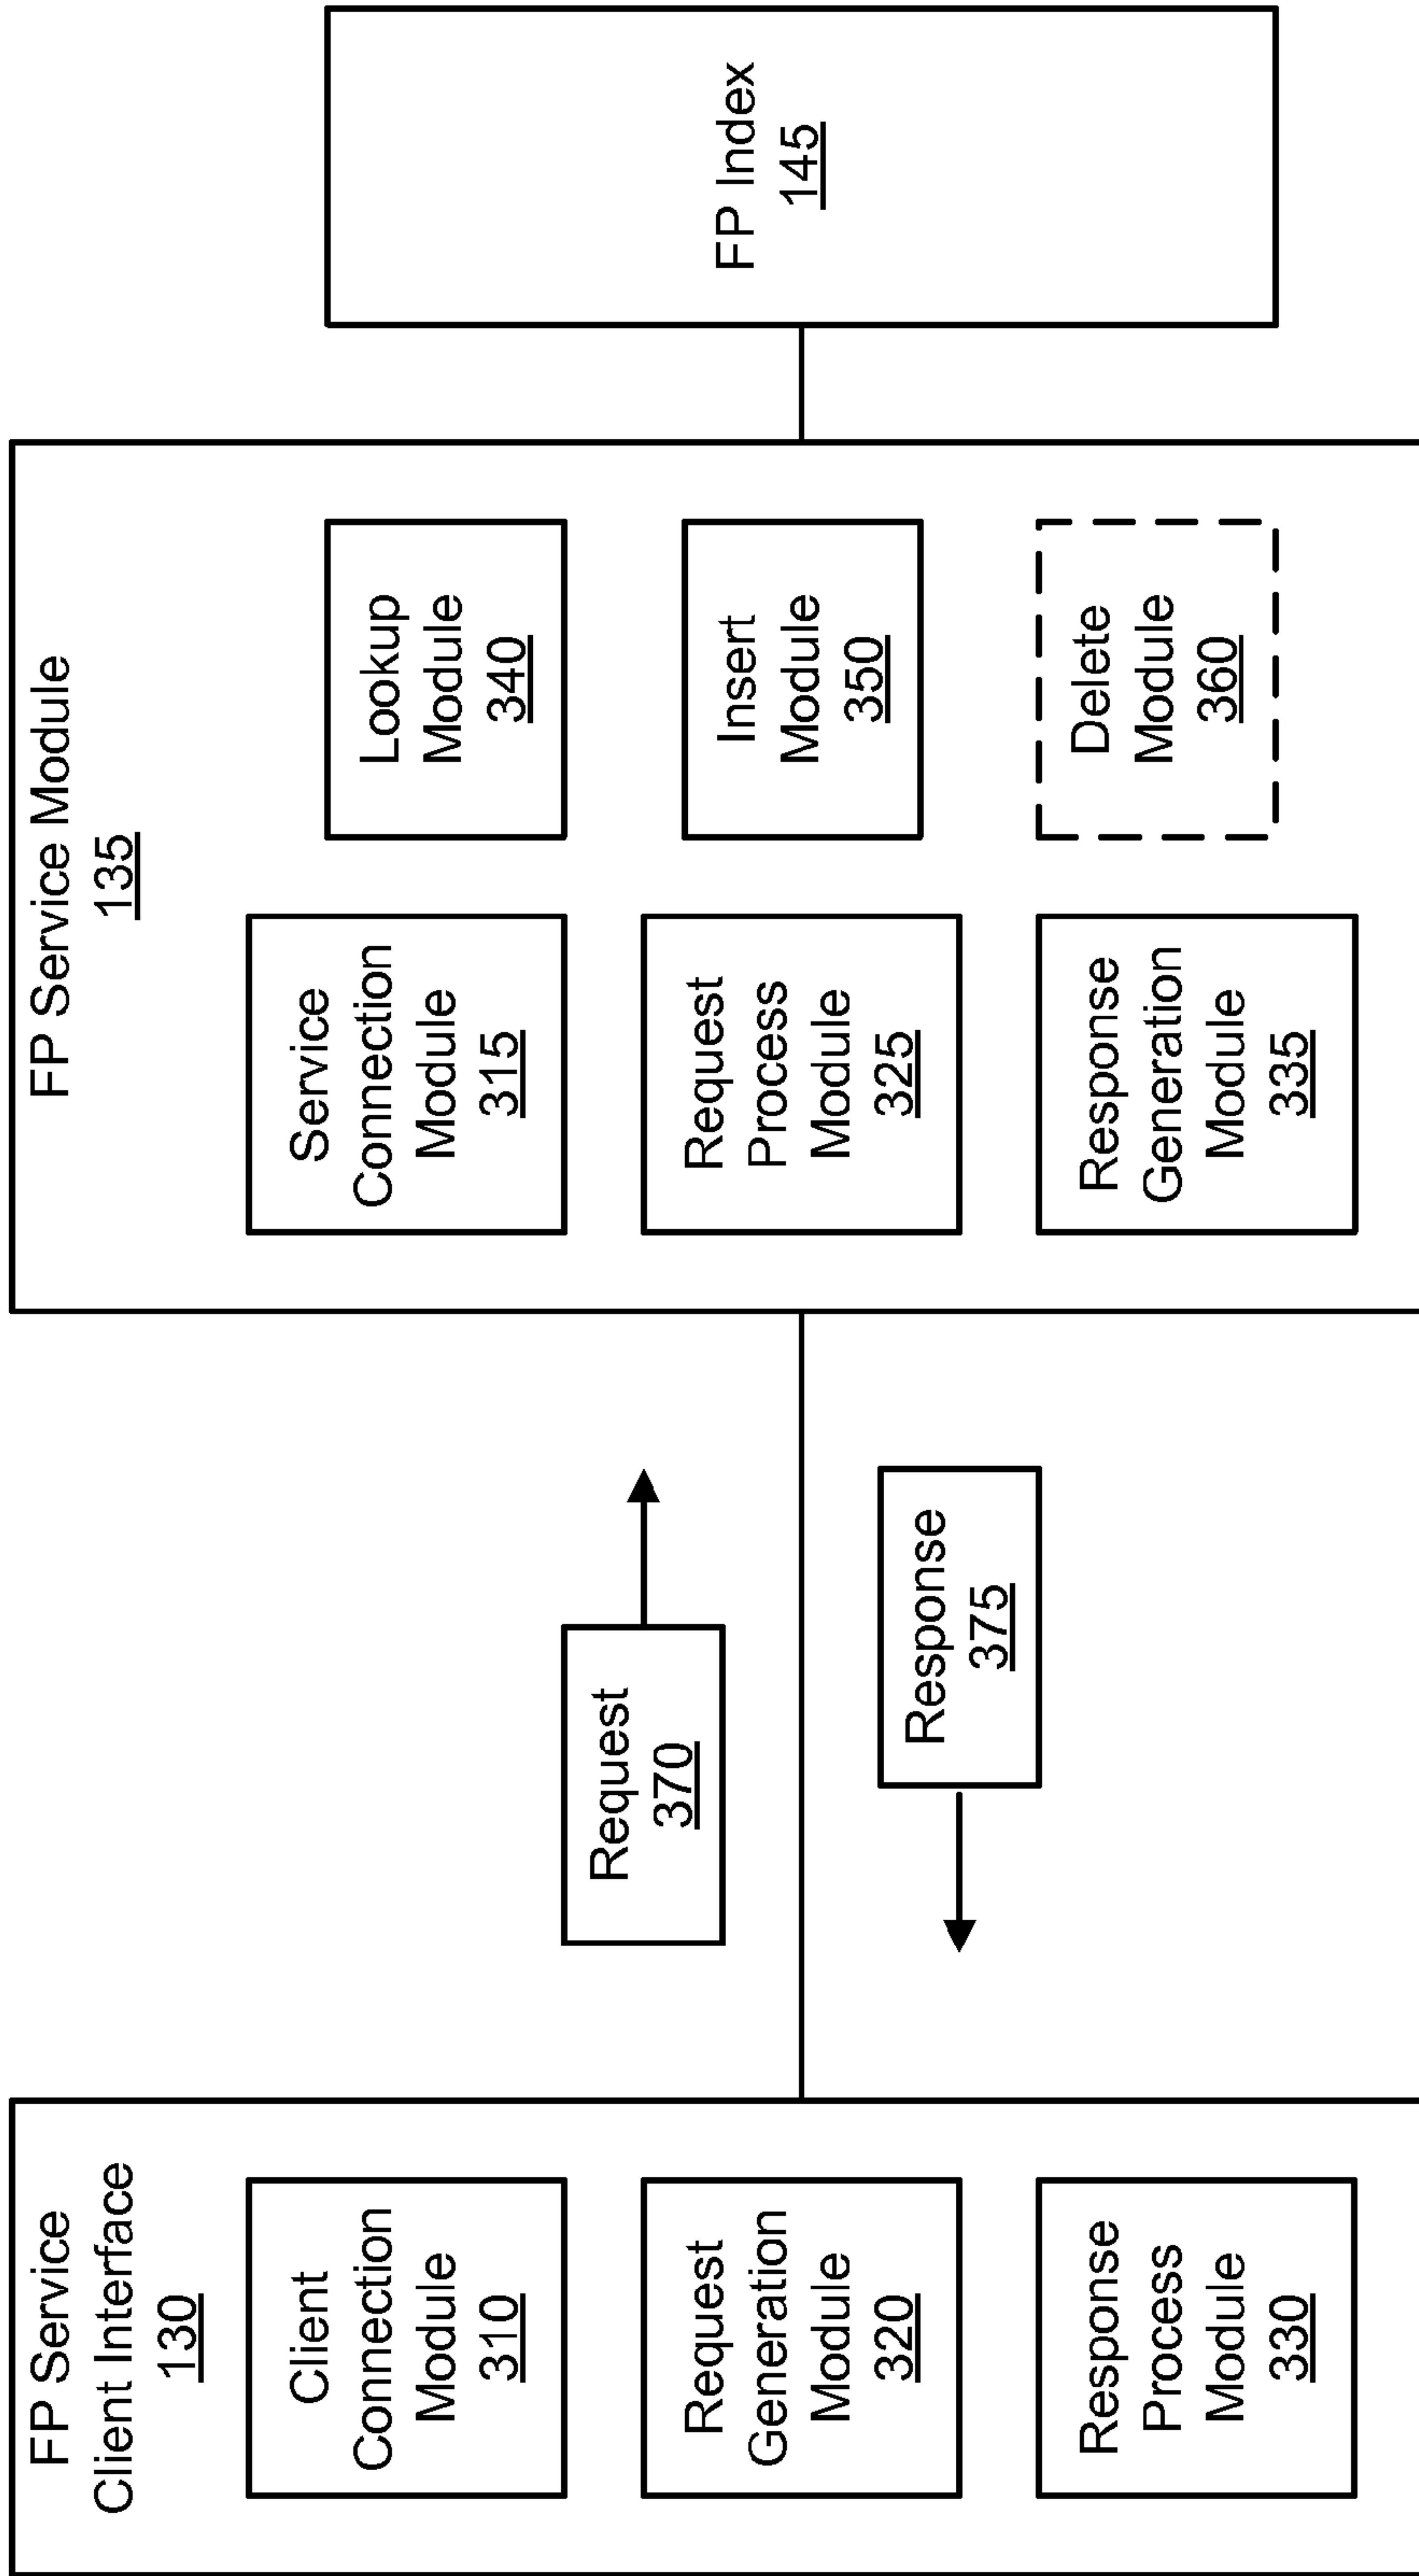 FP Service
Client Interface
130
Client
Connection
Module
310
Request
Generation
Module
320
Response
Process
Module
330
Request
370
Response
375
FP Service Module
135
Service
Connection
Module
315
Request
Process
Module
325
Response
Generation
Module
335
Lookup
Module
340
Insert
Module
350
Delete
Module
360
FP Index
145